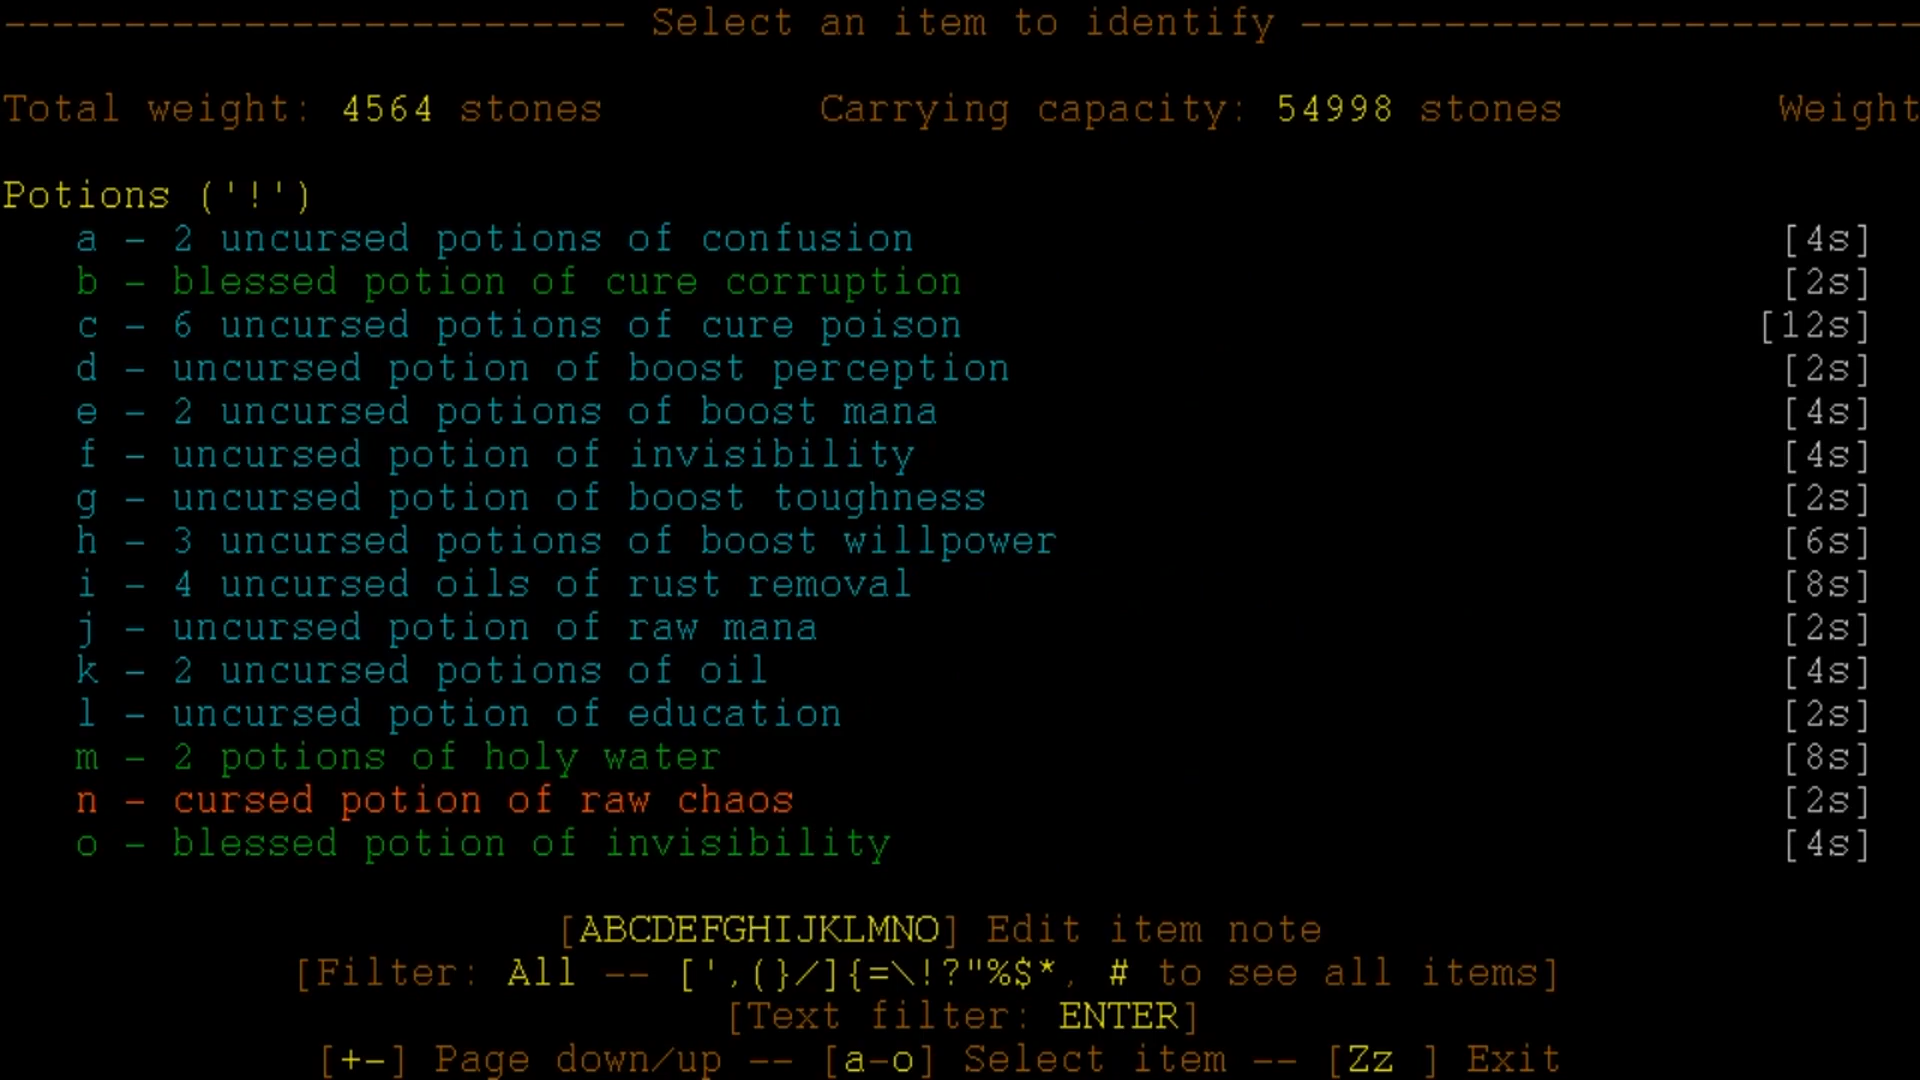 -------------------------- Select an item to identify --------------------------
Total weight: 4564 stones Carrying capacity: 54998 stones Weight
Potions ('!')
a - 2 uncursed potions of confusion [4s]
b - blessed potion of cure corruption [2s]
c - 6 uncursed potions of cure poison [12s]
d - uncursed potion of boost perception [2s]
e - 2 uncursed potions of boost mana [4s]
f - uncursed potion of invisibility [4s]
g - uncursed potion of boost toughness [2s]
h - 3 uncursed potions of boost willpower [6s]
i - 4 uncursed oils of rust removal [8s]
j - uncursed potion of raw mana [2s]
k - 2 uncursed potions of oil [4s]
l - uncursed potion of education [2s]
m - 2 potions of holy water [8s]
n - cursed potion of raw chaos [2s]
o - blessed potion of invisibility [4s]
[ABCDEFGHIJKLMNO] Edit item note
[Filter: All -- [',(}/]{=\!?"%$*, # to see all items]
[Text filter: ENTER]
[+-] Page down/up -- [a-o] Select item -- [Zz ] Exit